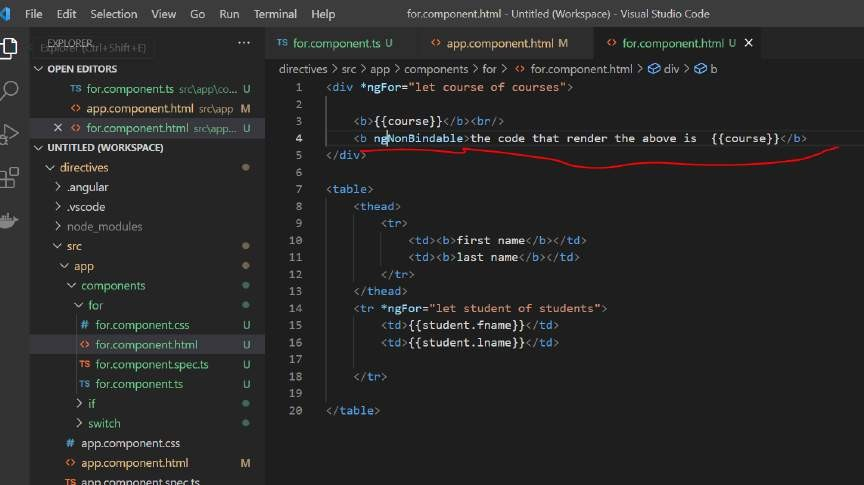 File Edit Selection View Go Run Terminal Help for.component.html - Untitled (Workspace) - Visual Studio Code
EXPLORER ...
Explorer (Ctrl+Shift+E)
OPEN EDITORS
TS for.component.ts src\app\co... U
<> app.component.html src\app M
× <> for.component.html src\app... U
UNTITLED (WORKSPACE)
directives
.angular
.vscode
node_modules
src
app
components
for
# for.component.css U
<> for.component.html U
TS for.component.spec.ts U
TS for.component.ts U
if
switch
# app.component.css
<> app.component.html M
TS app.component.spec.ts
TS for.component.ts U <> app.component.html M <> for.component.html U ×
directives > src > app > components > for > <> for.component.html > div > b
1 <div *ngFor="let course of courses">
2
3 <b>{{course}}</b><br/>
4 <b ngNonBindable>the code that render the above is {{course}}</b>
5 </div>
6
7 <table>
8 <thead>
9 <tr>
10 <td><b>first name</b></td>
11 <td><b>last name</b></td>
12 </tr>
13 </thead>
14 <tr *ngFor="let student of students">
15 <td>{{student.fname}}</td>
16 <td>{{student.lname}}</td>
17
18 </tr>
19
20 </table>